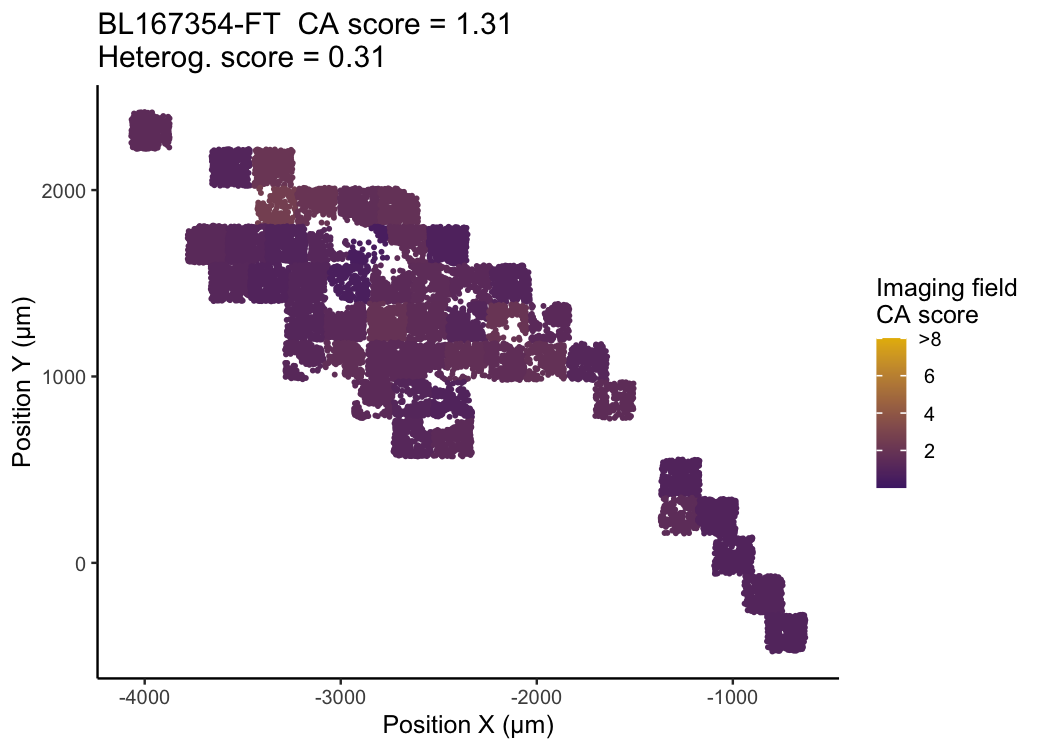 BL167354-FT  CA score = 1.31
Heterog. score = 0.31
Position Y (µm)
2000
1000
0
-4000
-3000
-2000
-1000
Position X (µm)
Imaging field
CA score
>8
6
4
2